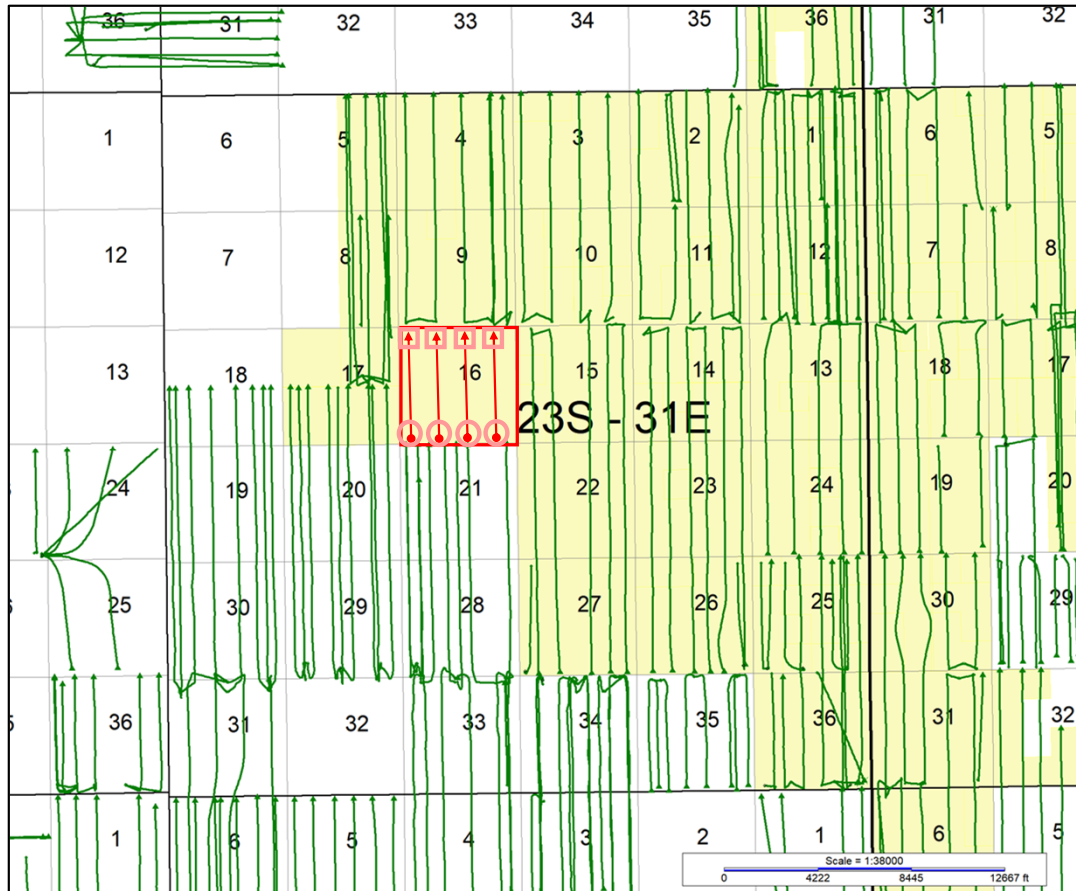 36 31 32 33 34 35 36 31 32
1 6 5 4 3 2 1 6 5
12 7 8 9 10 11 12 7 8
13 18 17 16 15 14 13 18 17
23S - 31E
24 19 20 21 22 23 24 19 20
25 30 29 28 27 26 25 30 29
36 31 32 33 34 35 36 31 32
1 6 5 4 3 2 1 6 5
Scale = 1:38000
0 4222 8445 12667 ft